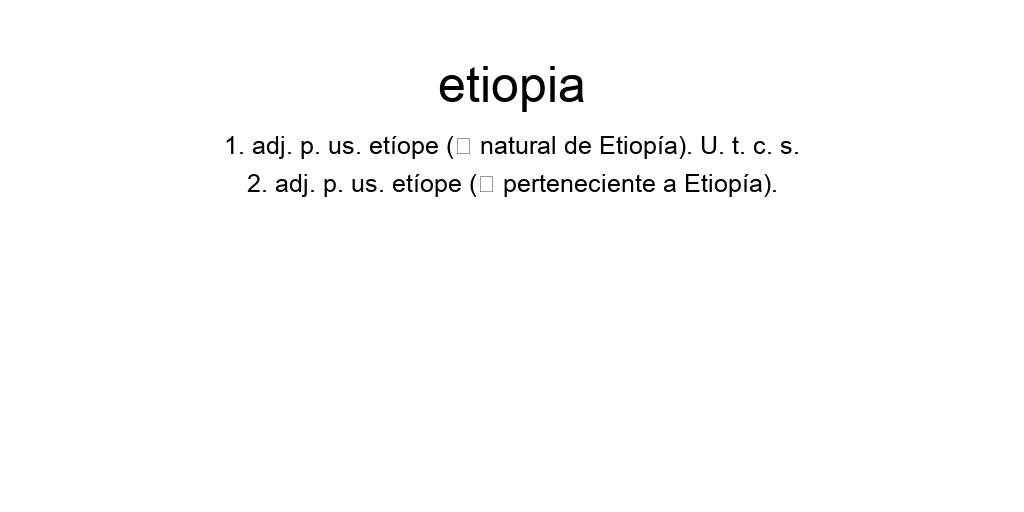 etiopia
1. adj. p. us. etíope (▯ natural de Etiopía). U. t. c. s.
2. adj. p. us. etíope (▯ perteneciente a Etiopía).